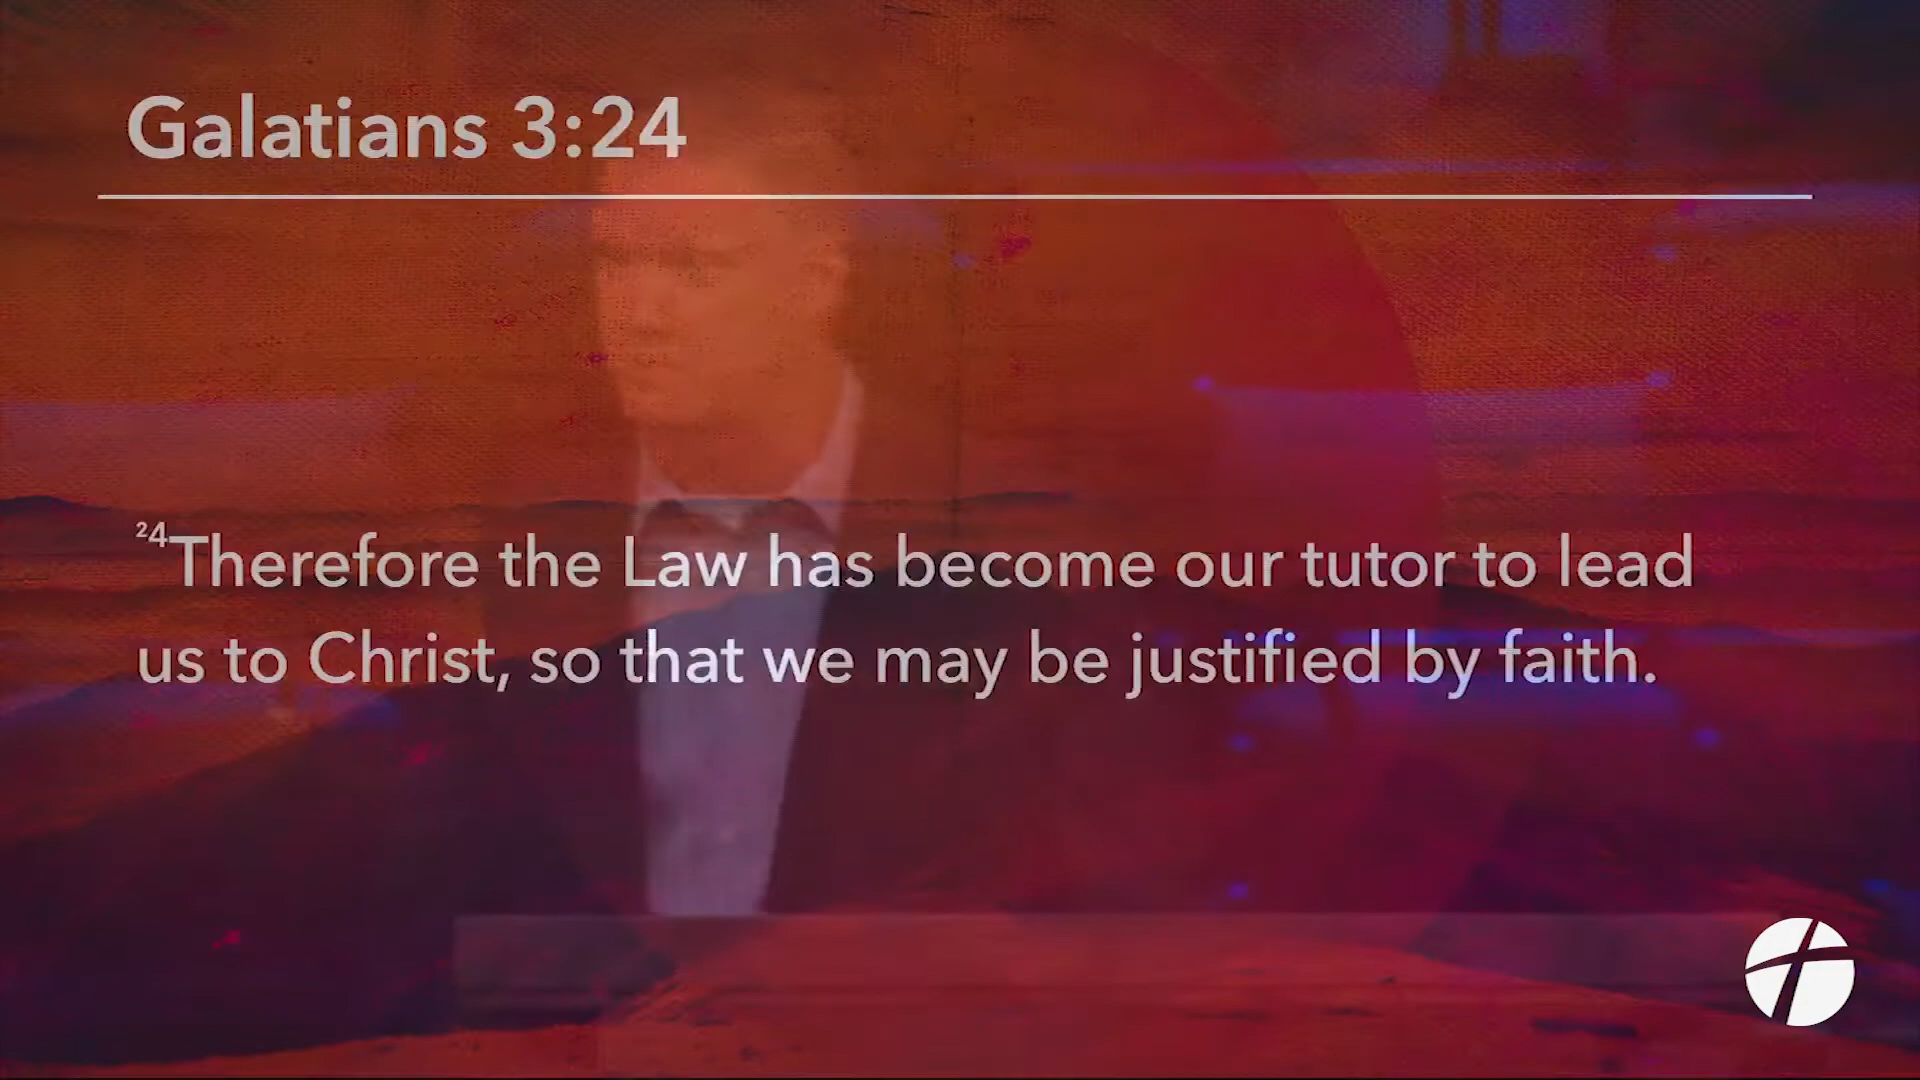 Galatians 3:24
²⁴Therefore the Law has become our tutor to lead
us to Christ, so that we may be justified by faith.